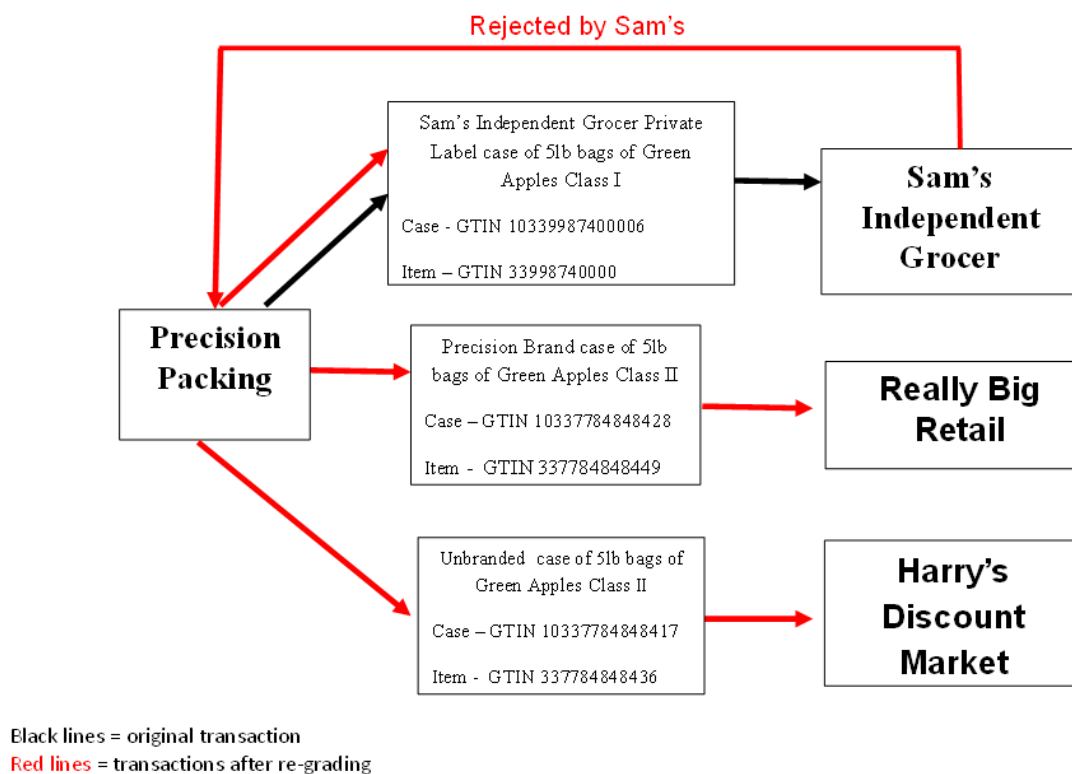 Rejected by Sam's
Sam's Independent Grocer Private
Label case of 5lb bags of Green
Apples Class I
Case - GTIN 10339987400006
Item – GTIN 33998740000
Sam's
Independent
Grocer
Precision
Packing
Precision Brand case of 5lb
bags of Green Apples Class II
Case – GTIN 10337784848428
Item - GTIN 337784848449
Really Big
Retail
Unbranded case of 5lb bags of
Green Apples Class II
Case – GTIN 10337784848417
Item - GTIN 337784848436
Harry's
Discount
Market
Black lines = original transaction
Red lines = transactions after re-grading